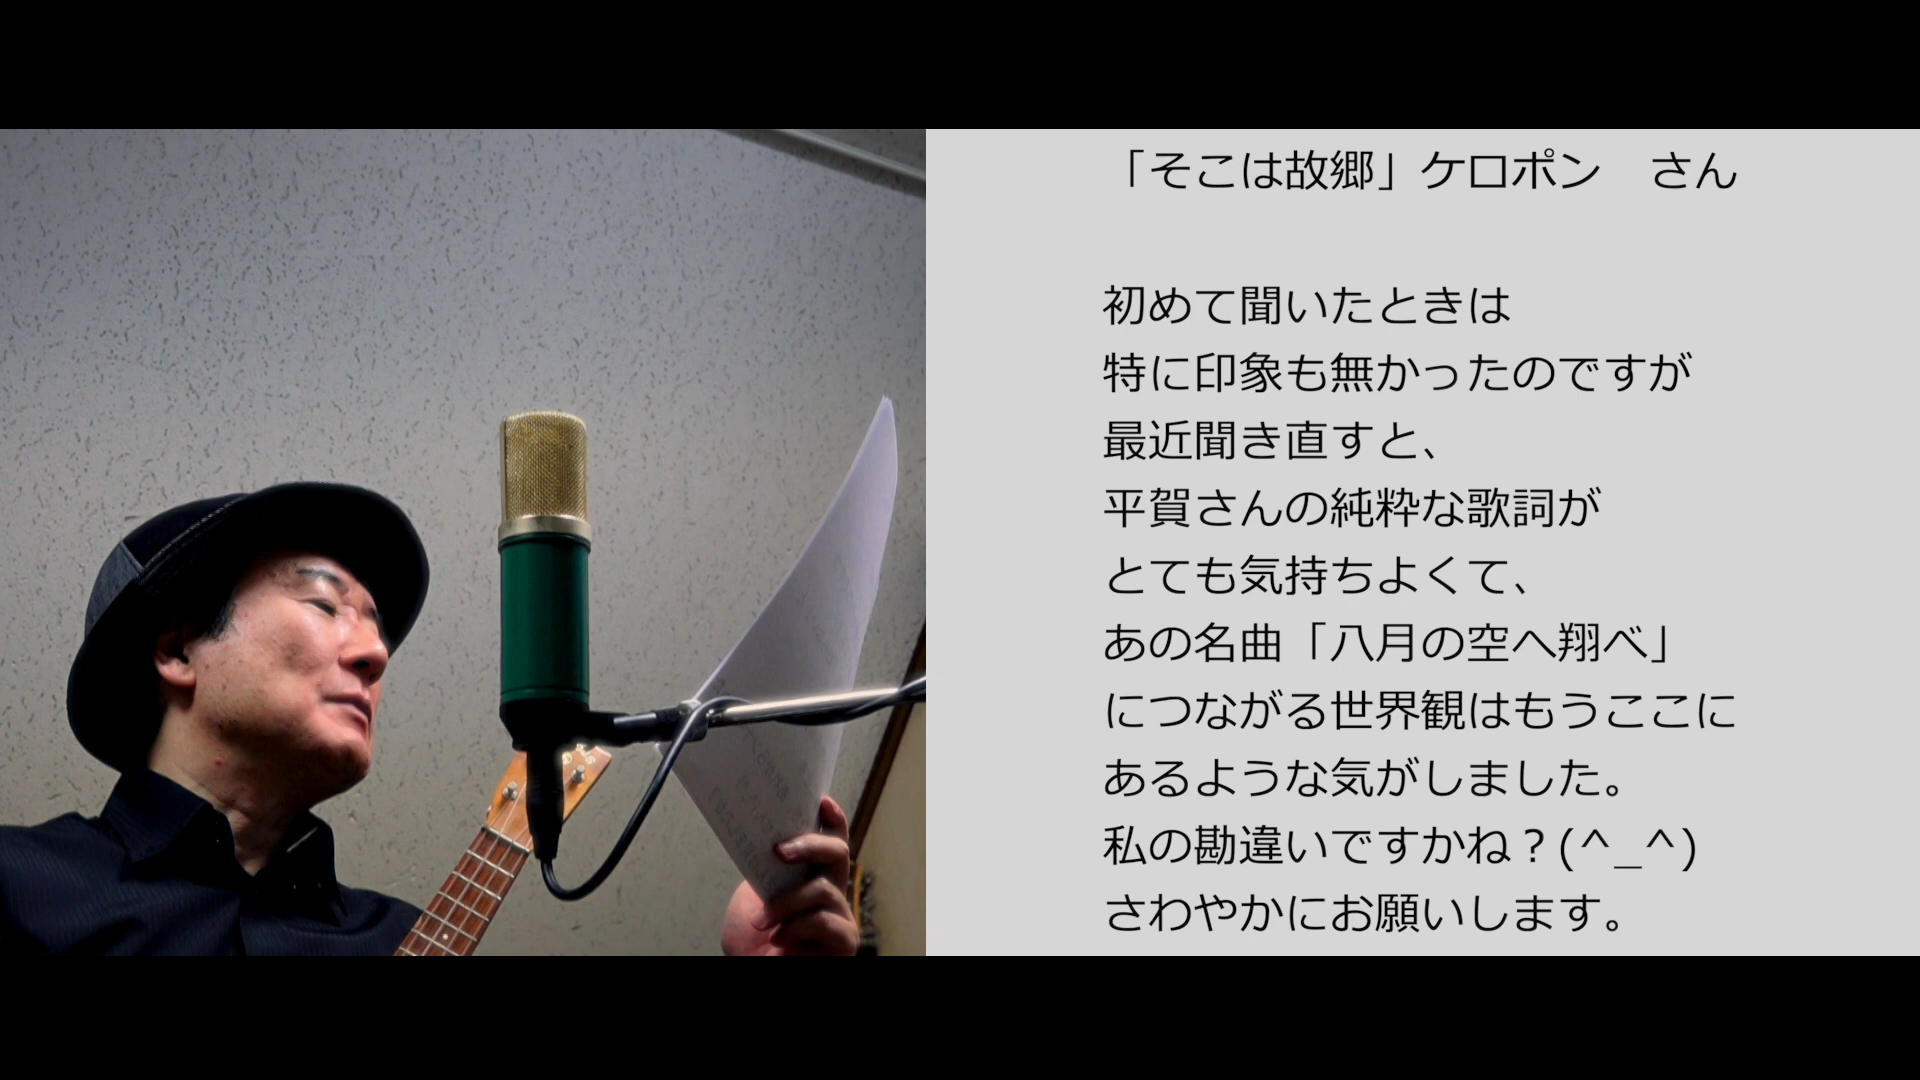 「そこは故郷」ケロポン　さん
初めて聞いたときは
特に印象も無かったのですが
最近聞き直すと、
平賀さんの純粋な歌詞が
とても気持ちよくて、
あの名曲「八月の空へ翔べ」
につながる世界観はもうここに
あるような気がしました。
私の勘違いですかね？(^_^)
さわやかにお願いします。